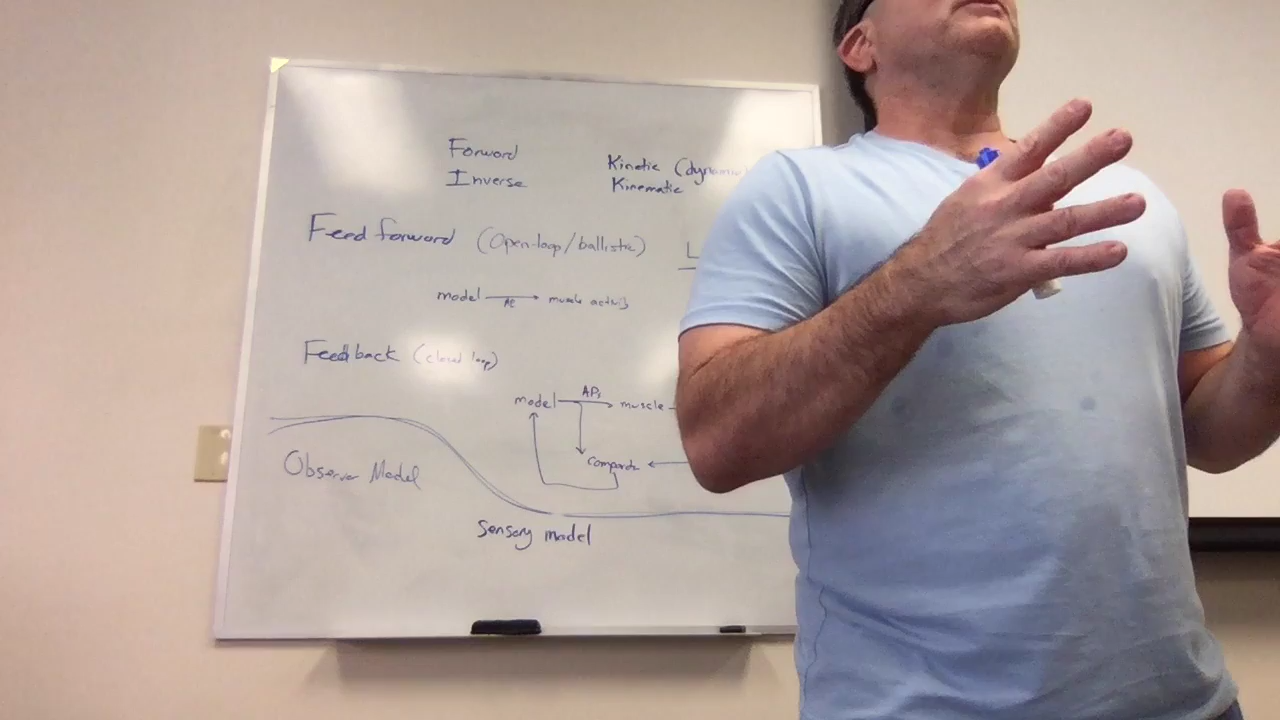 Forward
Inverse
Kinetic (dynamic
Kinematic
Feed forward (Open-loop/ballistic)
L
model → muscle activity
Feedback (closed loop)
APs
model → muscle
compare
Observer Model
Sensory model